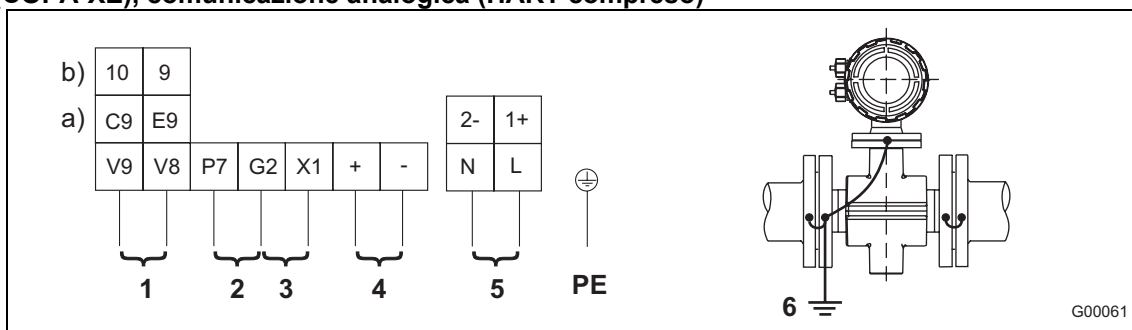 (COPA-XE), comunicazione analogica (HART compreso)
b) 10 9
a) C9 E9 2- 1+
V9 V8 P7 G2 X1 + - N L
1 2 3 4 5 PE
6
G00061